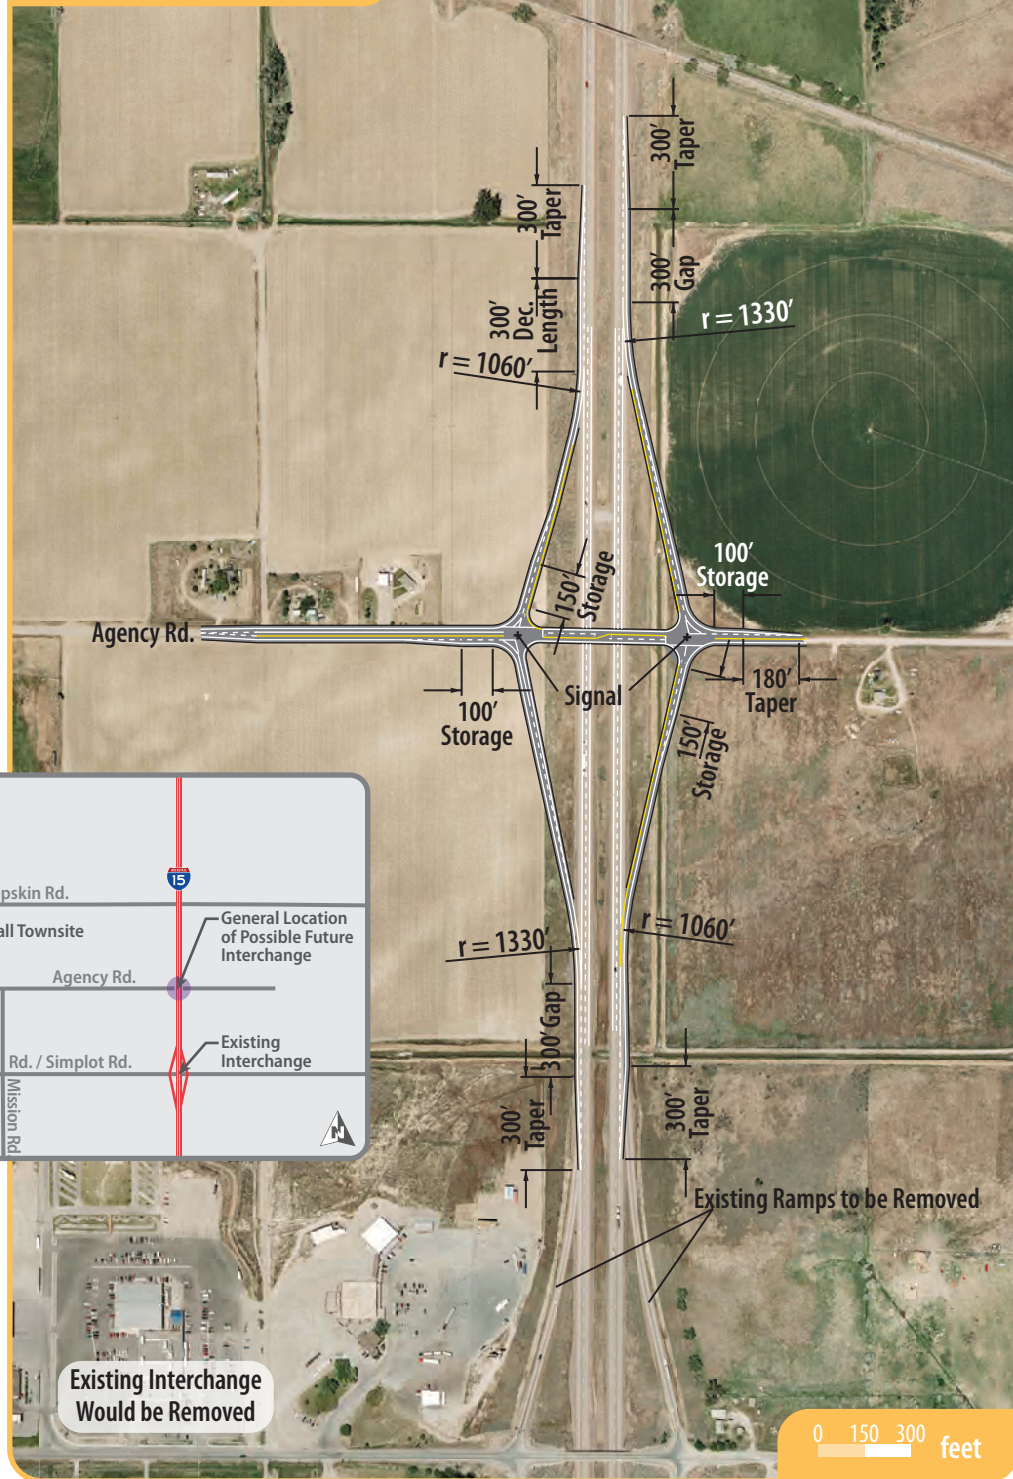 300'
Taper
300'
Taper
300'
Gap
300'
Dec.
Length
r = 1330'
r = 1060'
150'
Storage
100'
Storage
Agency Rd.
Signal
180'
Taper
100'
Storage
150'
Storage
15
pskin Rd.
all Townsite
General Location
of Possible Future
Interchange
Agency Rd.
Existing
Interchange
Rd. / Simplot Rd.
Mission Rd
N
r = 1330'
r = 1060'
300' Gap
300'
Taper
300'
Taper
Existing Ramps to be Removed
Existing Interchange
Would be Removed
0 150 300
feet